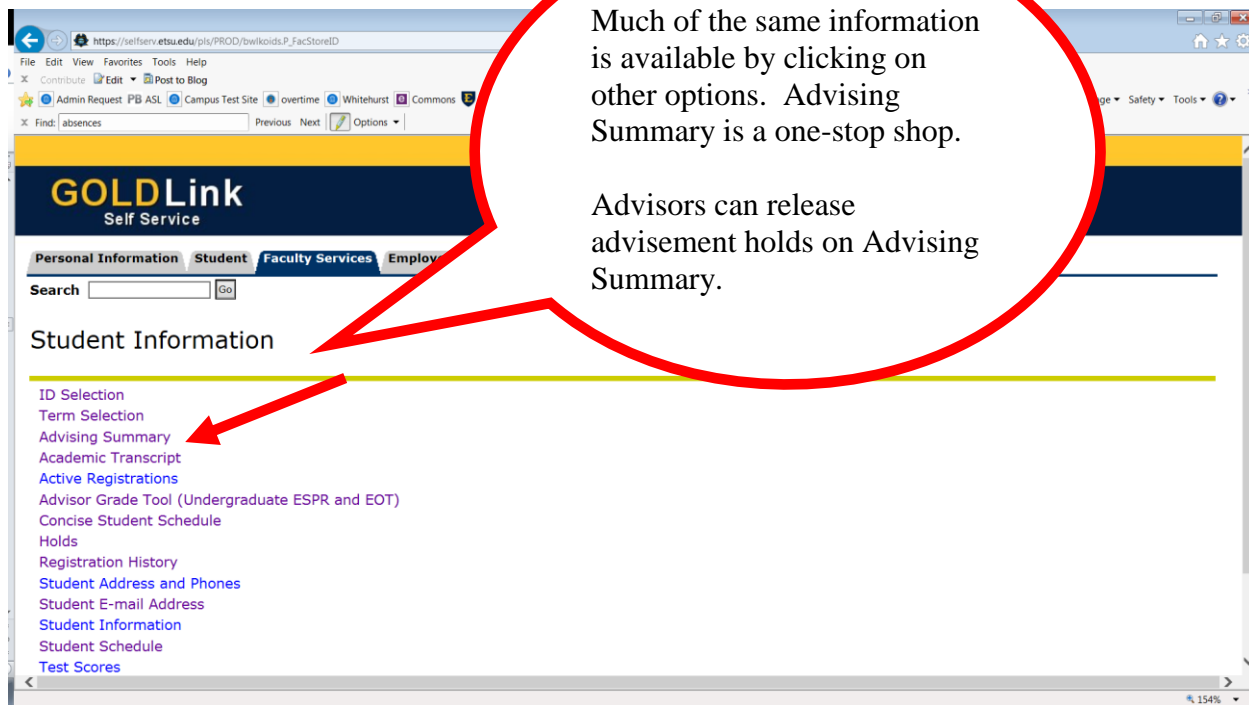 Much of the same information
is available by clicking on
other options. Advising
Summary is a one-stop shop.
Advisors can release
advisement holds on Advising
Summary.
https://selfserv.etsu.edu/pls/PROD/bwlkoids.P_FacStoreID
File Edit View Favorites Tools Help
x Contribute Edit Post to Blog
Admin Request PB ASL Campus Test Site overtime Whitehurst Commons Safety Tools
x Find: absences Previous Next Options
GOLDLink
Self Service
Personal Information Student Faculty Services
Search Go
Student Information
ID Selection
Term Selection
Advising Summary
Academic Transcript
Active Registrations
Advisor Grade Tool (Undergraduate ESPR and EOT)
Concise Student Schedule
Holds
Registration History
Student Address and Phones
Student E-mail Address
Student Information
Student Schedule
Test Scores
154%